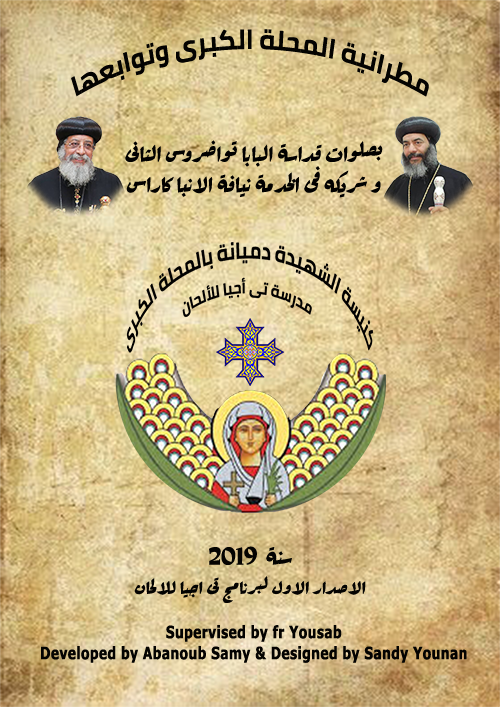 مطرانية المحلة الكبرى وتوابعها
بصلوات قداسة البابا تواضروس الثانى
و شريكه فى الخدمة نيافة الانبا كاراس
كنيسة الشهيدة دميانة بالمحلة الكبرى
مدرسة تى أجيا للألحان
سنة 2019
الاصدار الاول لبرنامج تى اجيا للالحان
Supervised by fr Yousab
Developed by Abanoub Samy & Designed by Sandy Younan